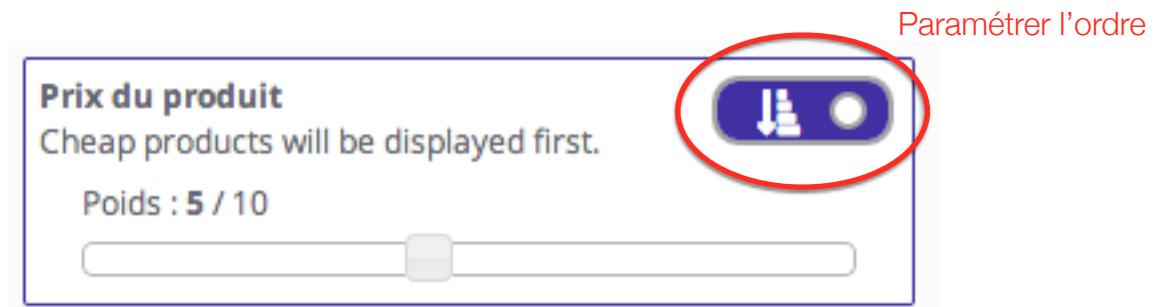 Paramétrer l’ordre
Prix du produit
Cheap products will be displayed first.
Poids : 5 / 10